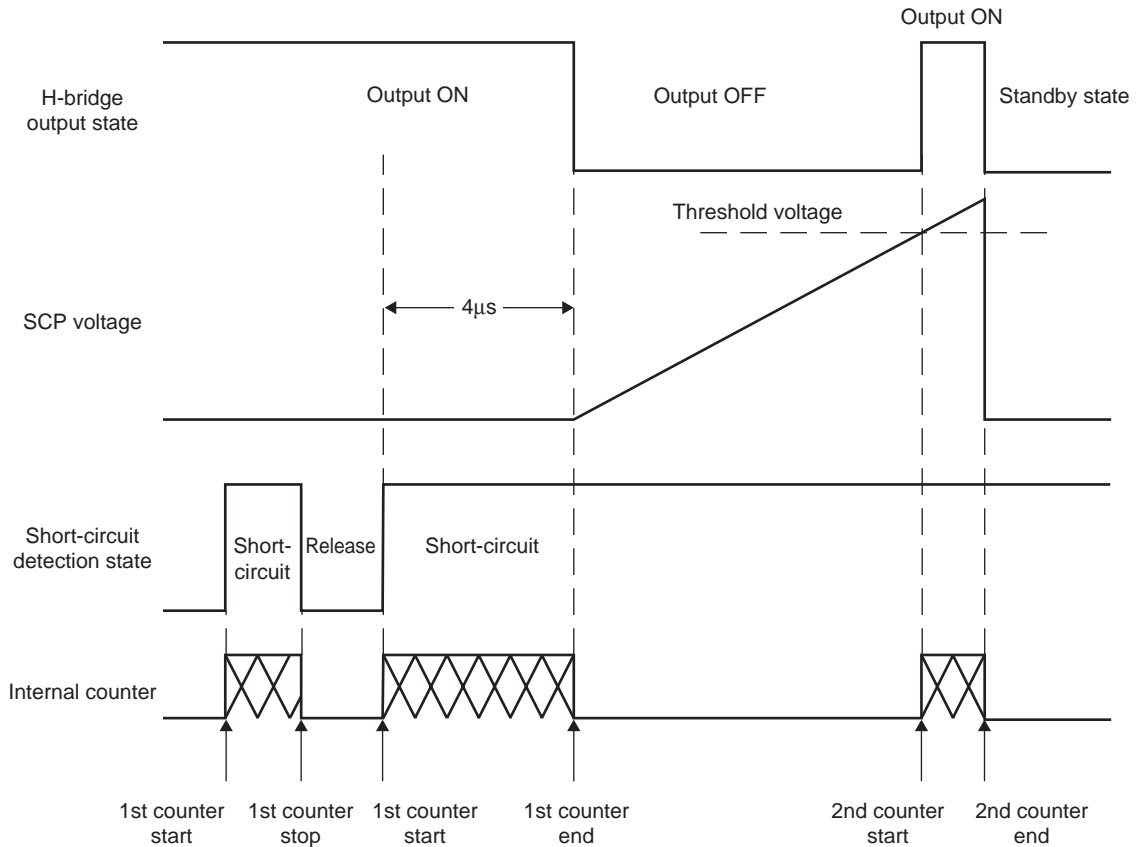 Output ON
H-bridge
output state
Output ON
Output OFF
Standby state
Threshold voltage
4μs
SCP voltage
Short-circuit
detection state
Short-
circuit
Release
Short-circuit
Internal counter
1st counter
start
1st counter
stop
1st counter
start
1st counter
end
2nd counter
start
2nd counter
end